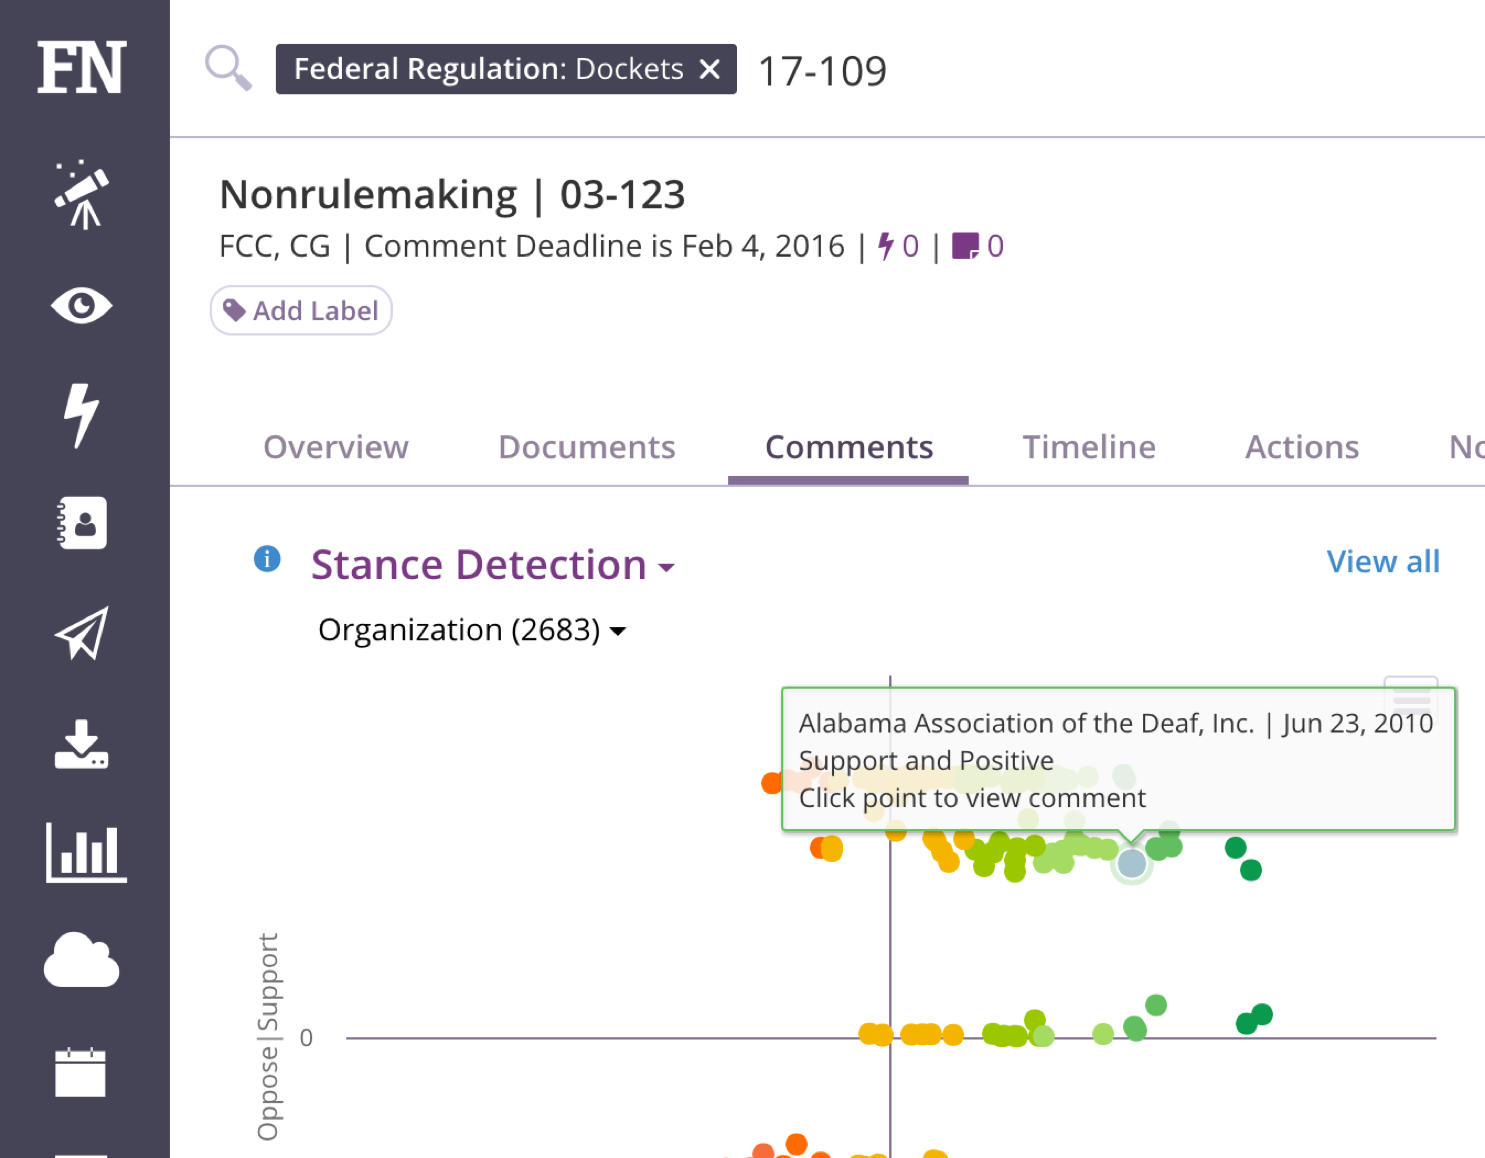 FN
Federal Regulation: Dockets × 17-109
Nonrulemaking | 03-123
FCC, CG | Comment Deadline is Feb 4, 2016 | 0 | 0
Add Label
Overview Documents Comments Timeline Actions
i Stance Detection View all
Organization (2683)
Alabama Association of the Deaf, Inc. | Jun 23, 2010
Support and Positive
Click point to view comment
Oppose | Support
0